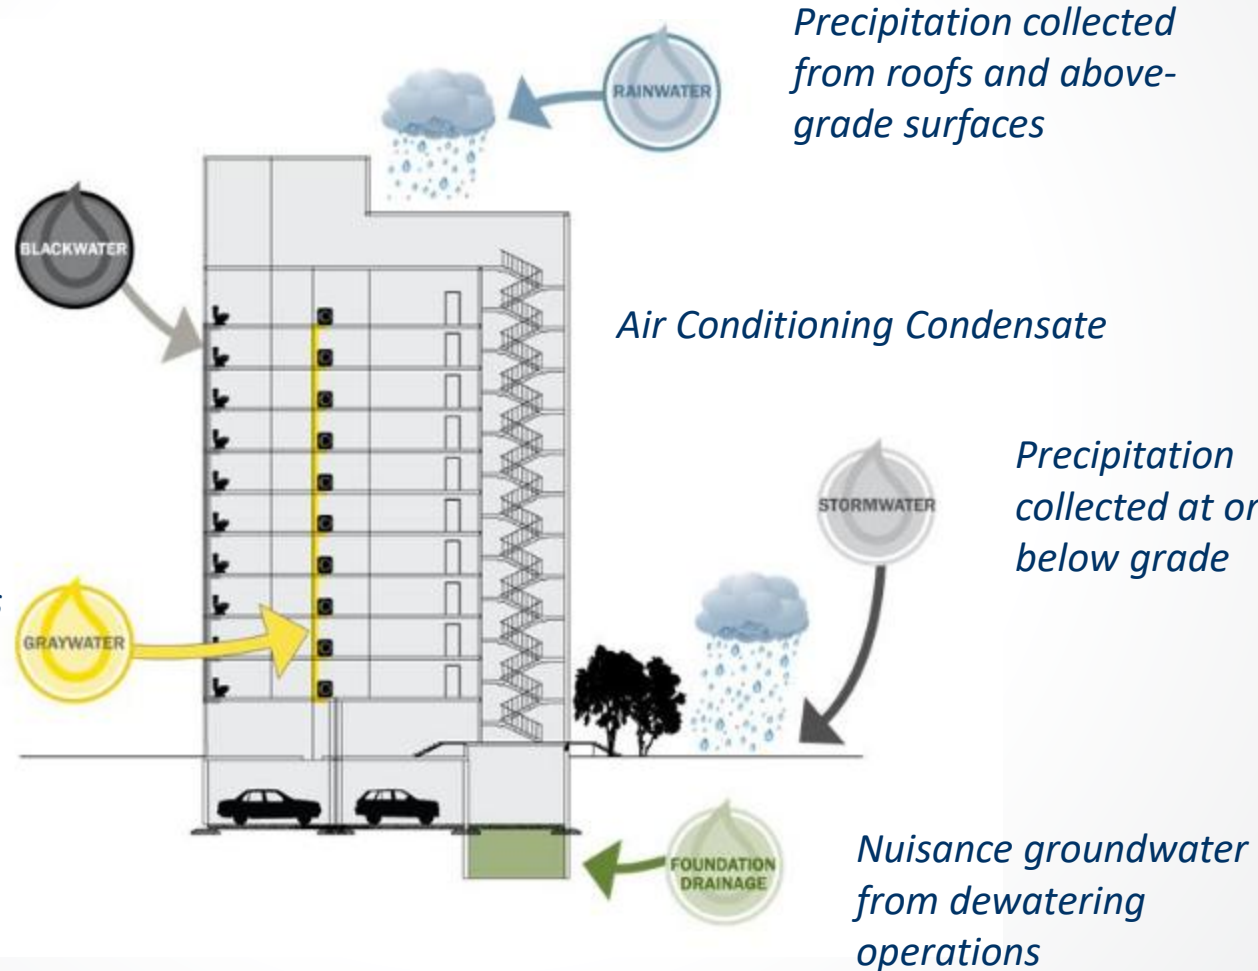 Precipitation collected
from roofs and above-
grade surfaces
RAINWATER
BLACKWATER
Air Conditioning Condensate
STORMWATER
Precipitation
collected at or
below grade
GRAYWATER
FOUNDATION
DRAINAGE
Nuisance groundwater
from dewatering
operations